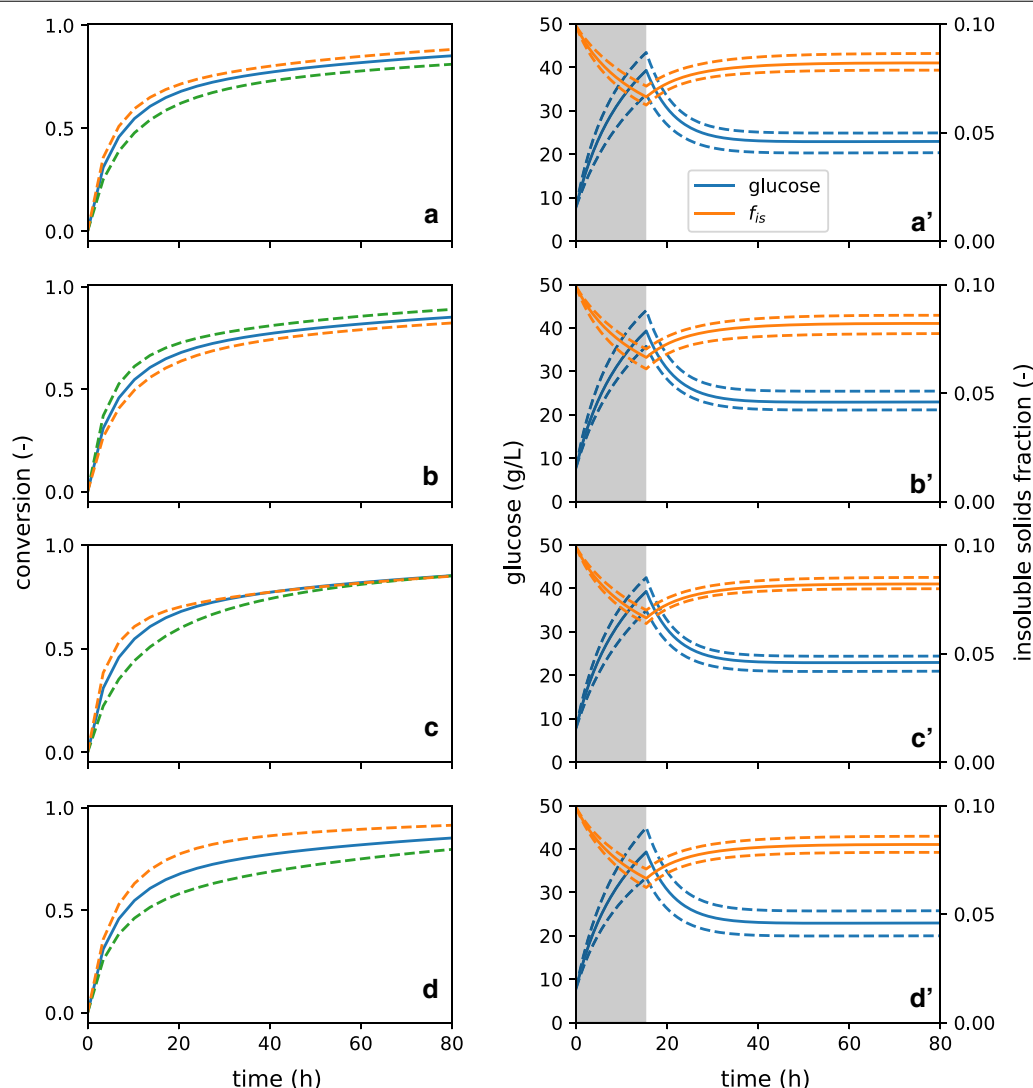 1.0
0.5
0.0
a
50
40
30
20
10
0
glucose
f_is
a’
0.10
0.05
0.00
1.0
0.5
0.0
b
50
40
30
20
10
0
b’
0.10
0.05
0.00
conversion (-)
glucose (g/L)
insoluble solids fraction (-)
1.0
0.5
0.0
c
50
40
30
20
10
0
c’
0.10
0.05
0.00
1.0
0.5
0.0
d
0 20 40 60 80
time (h)
50
40
30
20
10
0
d’
0.10
0.05
0.00
0 20 40 60 80
time (h)